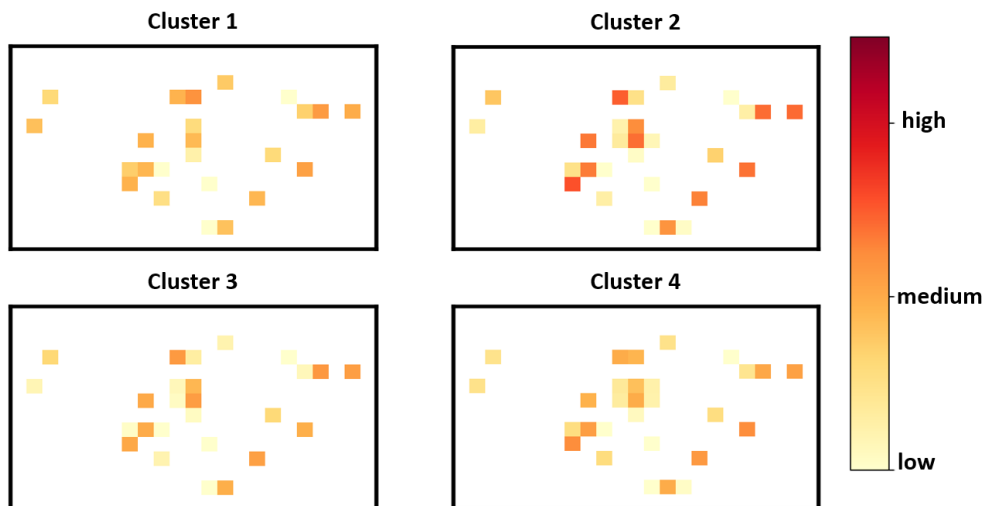 Cluster 1
Cluster 2
high
medium
Cluster 3
Cluster 4
low